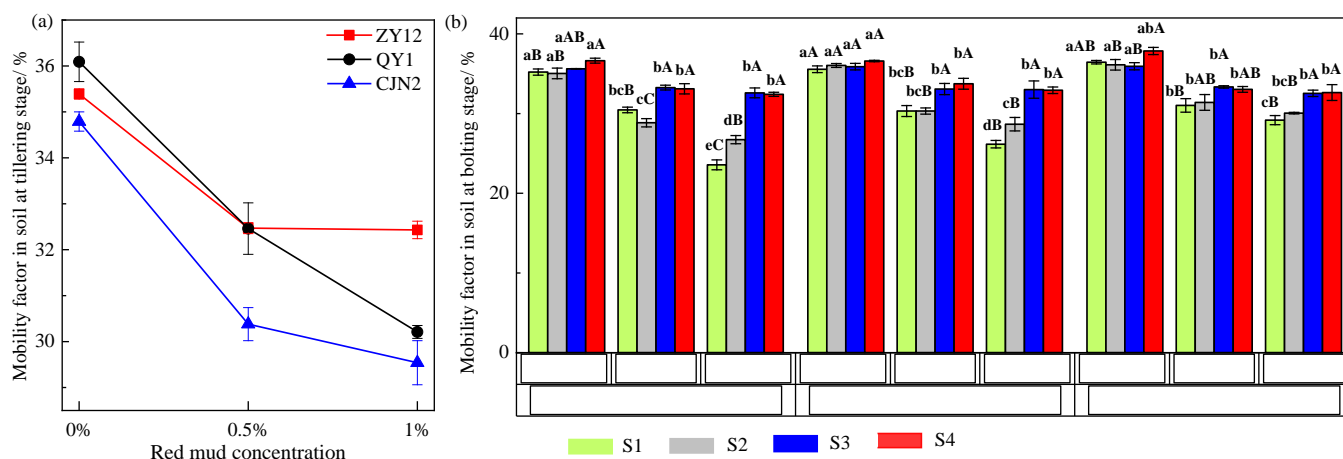 (a)
ZY12
QY1
CJN2
Mobility factor in soil at tillering stage/ %
36
34
32
30
0%
0.5%
1%
Red mud concentration
(b)
Mobility factor in soil at bolting stage/ %
40
20
0
aB aB aAB aA
bcB cC bA bA
eC dB bA bA
aA aA aA aA
bcB bcB bA bA
dB cB bA bA
aAB aB aB abA
bB bAB bA bAB
cB bcB bA bA
S1 S2 S3 S4